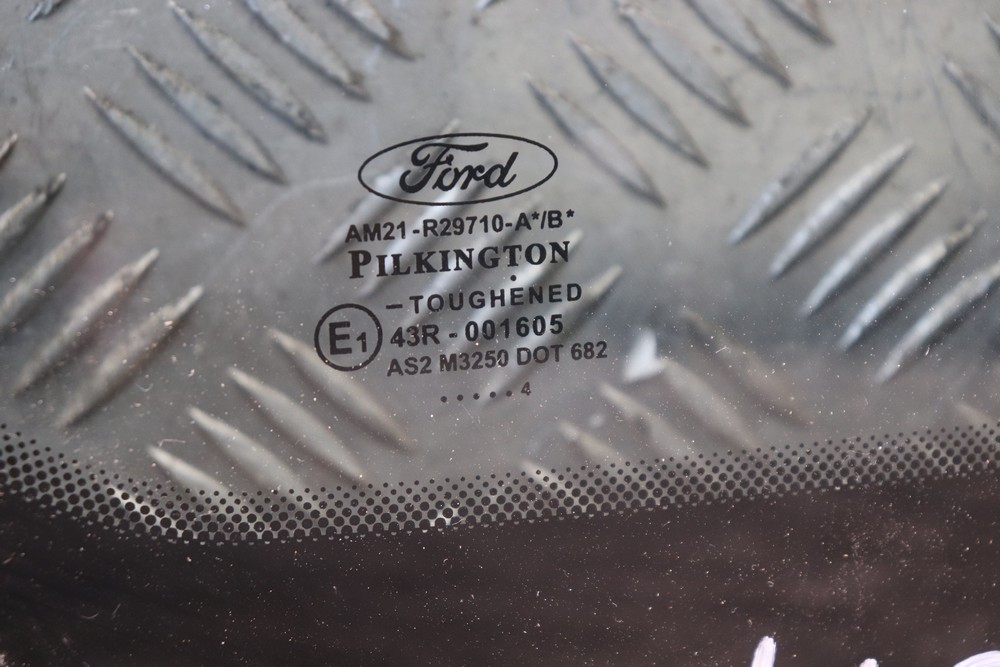 Ford
AM21-R29710-A*/B*
PILKINGTON
– TOUGHENED
E1 43R - 001605
AS2 M3250 DOT 682
. . . . . 4